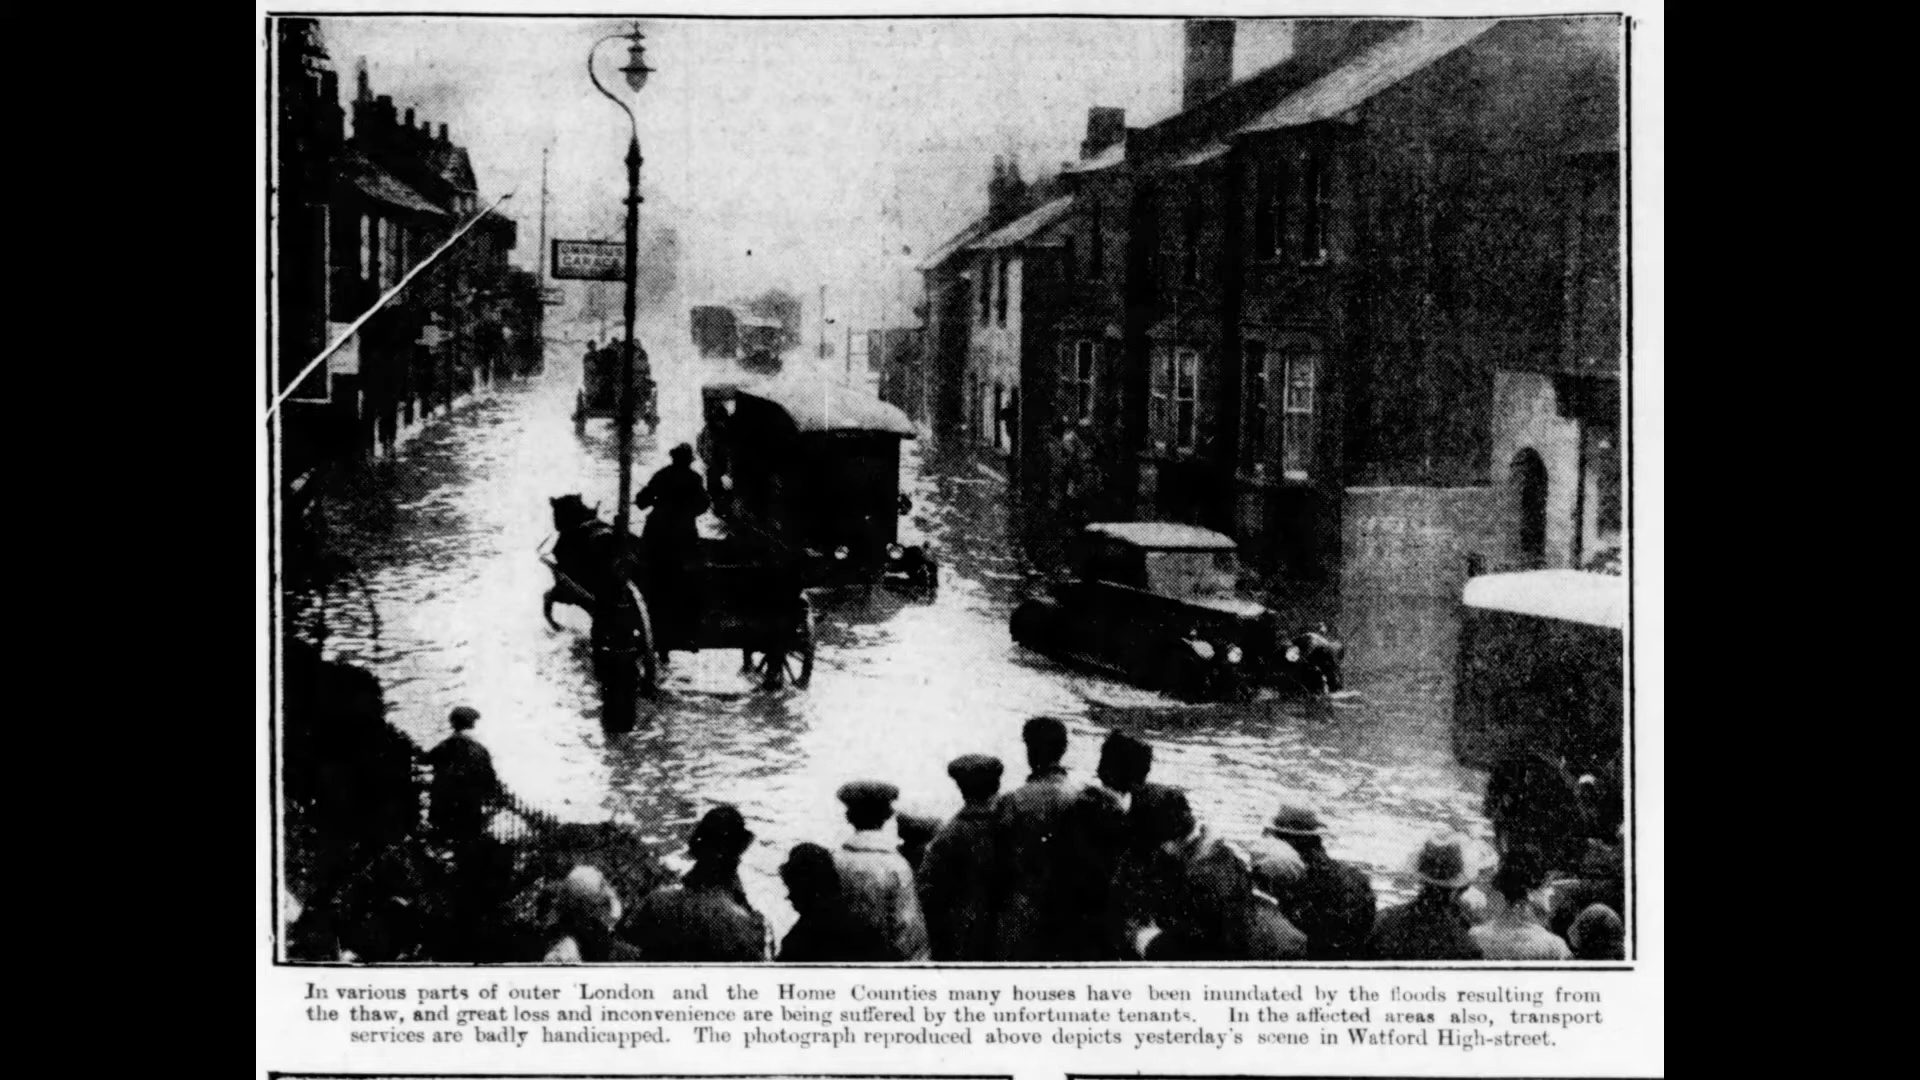 OMNIBUS
GARAGE
In various parts of outer London and the Home Counties many houses have been inundated by the floods resulting from
the thaw, and great loss and inconvenience are being suffered by the unfortunate tenants. In the affected areas also, transport
services are badly handicapped. The photograph reproduced above depicts yesterday's scene in Watford High-street.